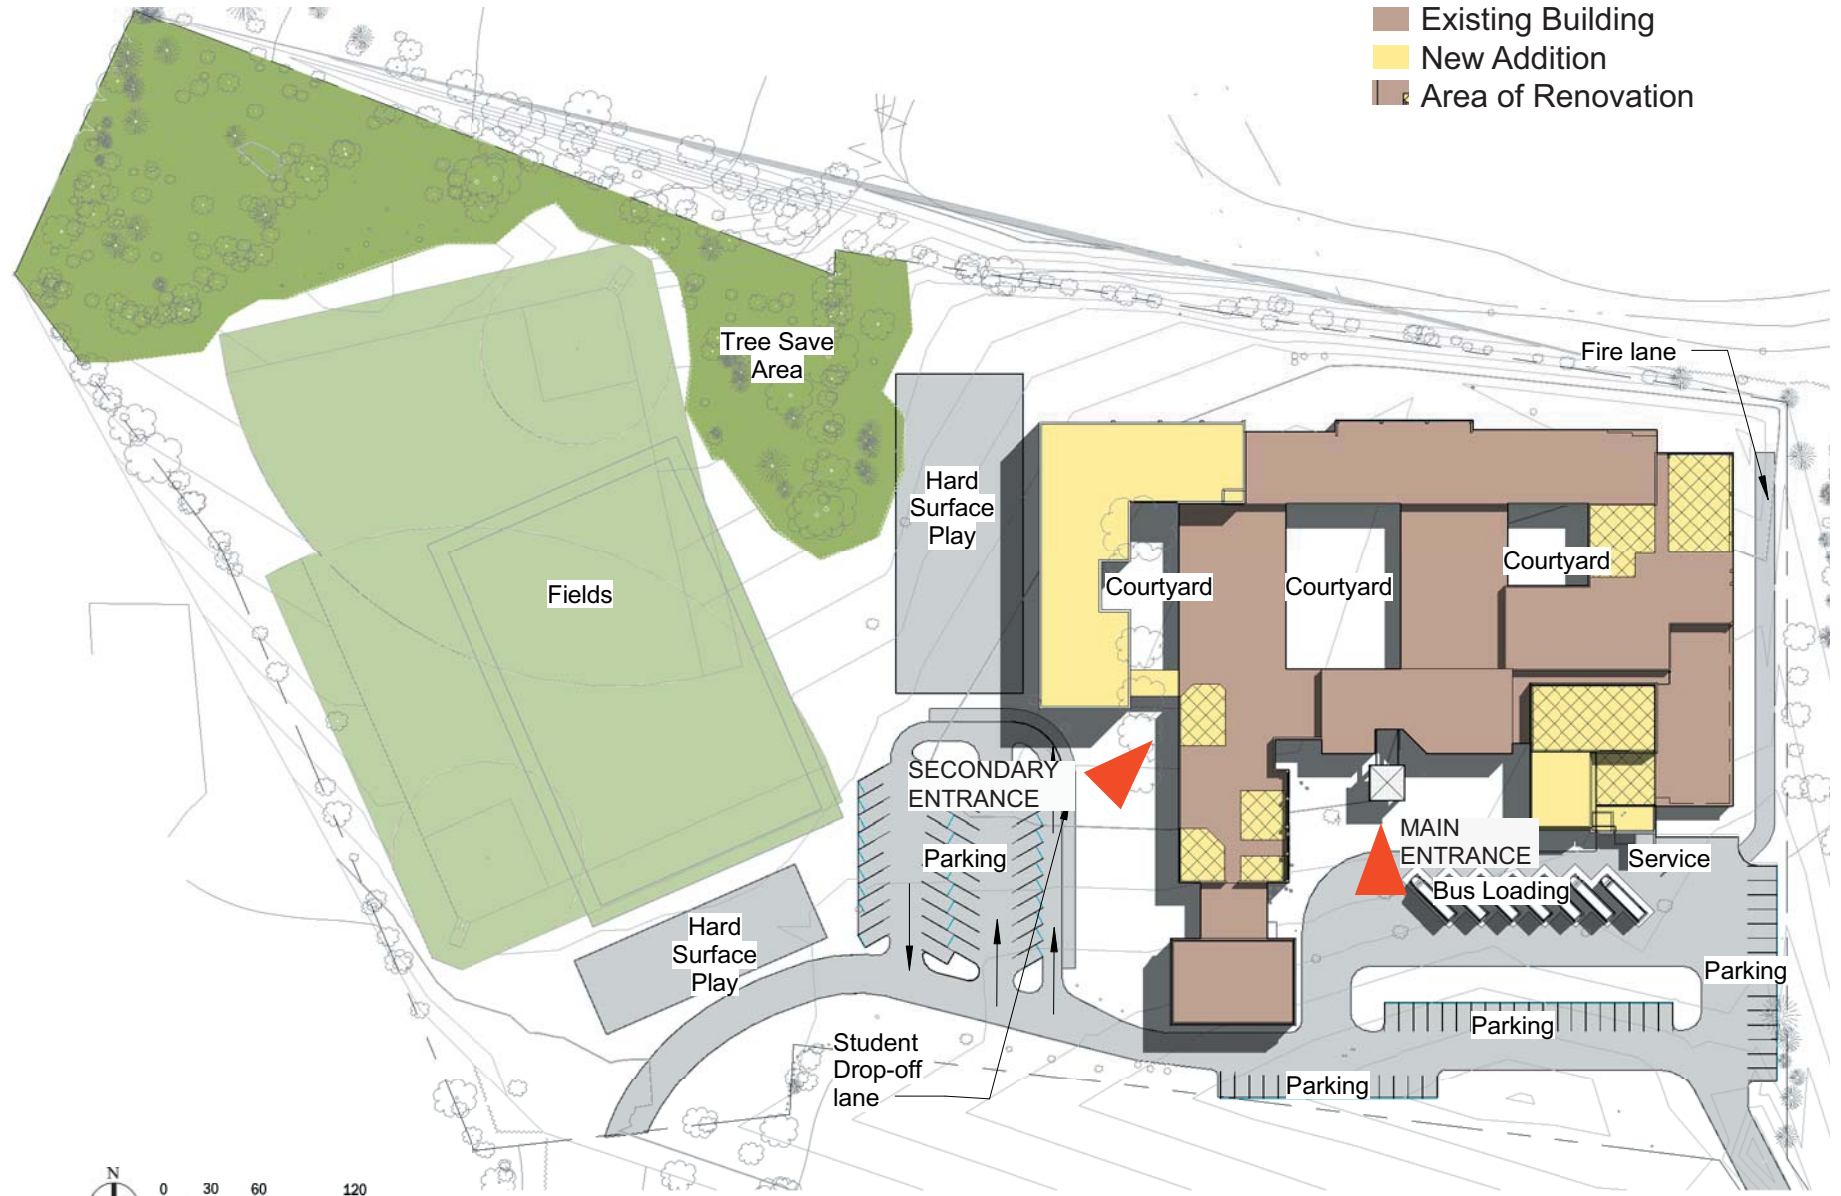 Existing Building
New Addition
Area of Renovation
Fire lane
Tree Save
Area
Hard
Surface
Play
Courtyard
Courtyard
Courtyard
Fields
SECONDARY
ENTRANCE
MAIN
ENTRANCE
Parking
Service
Bus Loading
Hard
Surface
Play
Parking
Parking
Parking
Student
Drop-off
lane
N
0 30 60 120